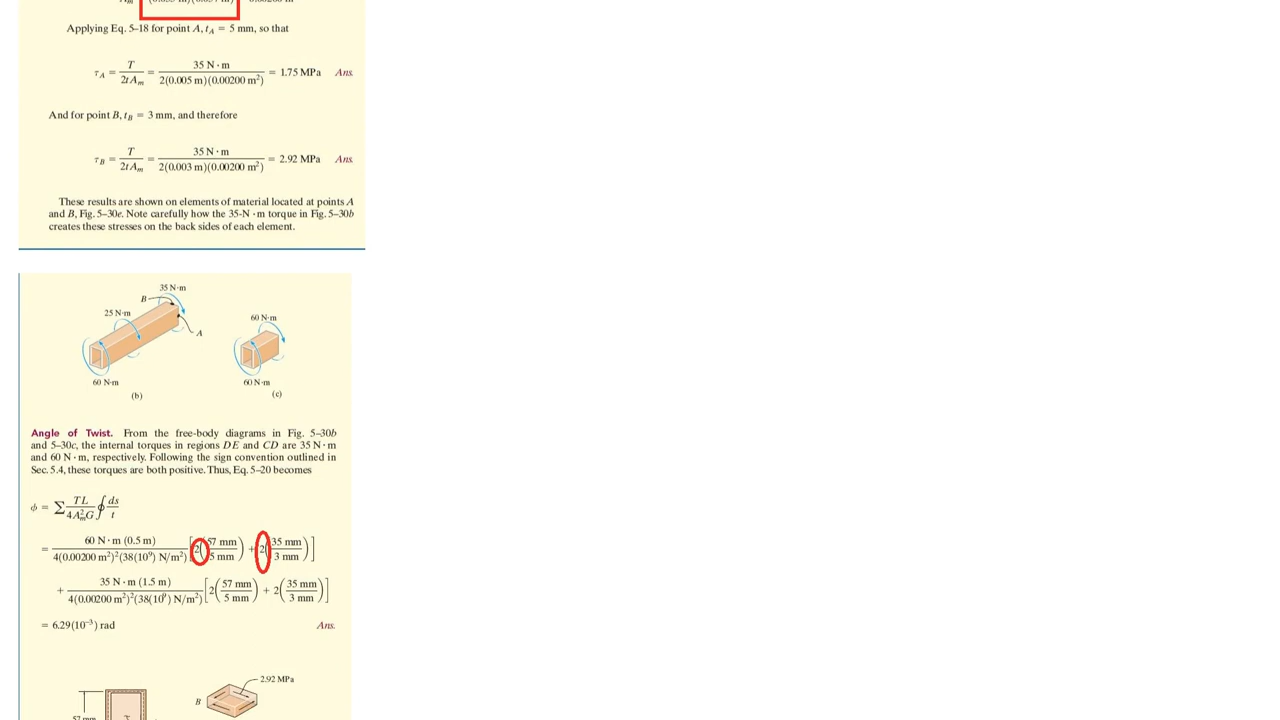 Applying Eq. 5–18 for point A, t_A = 5 mm, so that
τ_A = T / 2tA_m = 35 N·m / 2(0.005 m)(0.00200 m²) = 1.75 MPa Ans.
And for point B, t_B = 3 mm, and therefore
τ_B = T / 2tA_m = 35 N·m / 2(0.003 m)(0.00200 m²) = 2.92 MPa Ans.
These results are shown on elements of material located at points A
and B, Fig. 5–30e. Note carefully how the 35-N·m torque in Fig. 5–30b
creates these stresses on the back sides of each element.
35 N·m
B
25 N·m
A
60 N·m
60 N·m
60 N·m
(b)
(c)
Angle of Twist. From the free-body diagrams in Fig. 5–30b
and 5–30c, the internal torques in regions DE and CD are 35 N·m
and 60 N·m, respectively. Following the sign convention outlined in
Sec. 5.4, these torques are both positive. Thus, Eq. 5–20 becomes
ϕ = Σ TL / 4A_m²G ∮ ds / t
= 60 N·m (0.5 m) / 4(0.00200 m²)²(38(10⁹) N/m²) [2(57 mm / 5 mm) + 2(35 mm / 3 mm)]
+ 35 N·m (1.5 m) / 4(0.00200 m²)²(38(10⁹) N/m²) [2(57 mm / 5 mm) + 2(35 mm / 3 mm)]
= 6.29(10⁻³) rad Ans.
2.92 MPa
B
57 mm